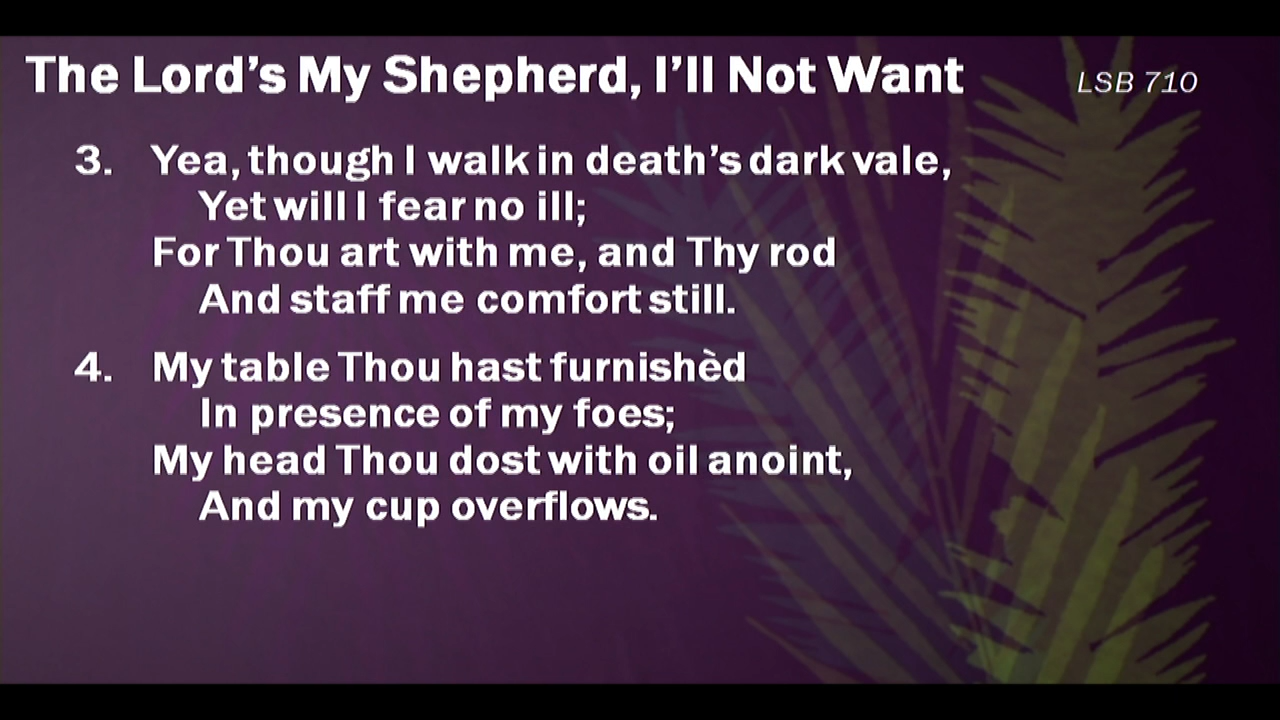 The Lord's My Shepherd, I'll Not Want LSB 710
3. Yea, though I walk in death's dark vale,
Yet will I fear no ill;
For Thou art with me, and Thy rod
And staff me comfort still.
4. My table Thou hast furnishèd
In presence of my foes;
My head Thou dost with oil anoint,
And my cup overflows.